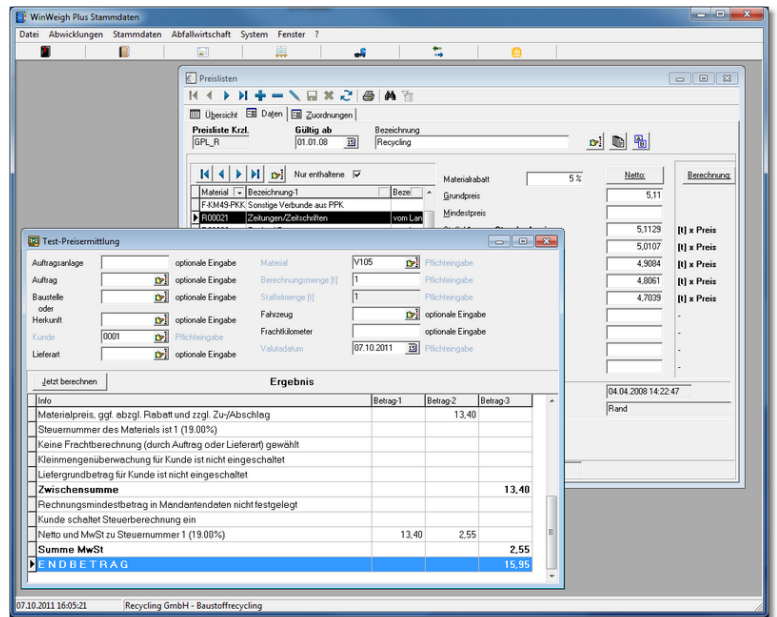 WinWeigh Plus Stammdaten
Datei Abwicklungen Stammdaten Abfallwirtschaft System Fenster ?
Preislisten
Übersicht Daten Zuordnungen
Preisliste Krzl. Gültig ab Bezeichnung
GPL_R 01.01.08 Recycling
Nur enthaltene
Materialrabatt 5 % Netto: Berechnung:
Material Bezeichnung-1 Beze
Grundpreis 5,11
F-KM49-PKK Sonstige Verbunde aus PPK
Mindestpreis
R00021 Zeitungen/Zeitschriften vom Lan
5,1129 [t] x Preis
5,0107 [t] x Preis
4,9084 [t] x Preis
4,8061 [t] x Preis
4,7039 [t] x Preis
-
-
-
-
04.04.2008 14:22:47
Rand
Test-Preisermittlung
Auftragsanlage optionale Eingabe Material V105 Pflichteingabe
Auftrag optionale Eingabe Berechnungsmenge [t] 1 Pflichteingabe
Baustelle optionale Eingabe Staffelmenge [t] 1 Pflichteingabe
oder
Herkunft optionale Eingabe Fahrzeug optionale Eingabe
Kunde 0001 Pflichteingabe Frachtkilometer optionale Eingabe
Lieferart optionale Eingabe Valutadatum 07.10.2011 Pflichteingabe
Jetzt berechnen Ergebnis
Info Betrag-1 Betrag-2 Betrag-3
Materialpreis, ggf. abzgl. Rabatt und zzgl. Zu-/Abschlag 13,40
Steuernummer des Materials ist 1 (19.00%)
Keine Frachtberechnung (durch Auftrag oder Lieferart) gewählt
Kleinmengenüberwachung für Kunde ist nicht eingeschaltet
Liefergrundbetrag für Kunde ist nicht eingeschaltet
Zwischensumme 13,40
Rechnungsmindestbetrag in Mandantendaten nicht festgelegt
Kunde schaltet Steuerberechnung ein
Netto und MwSt zu Steuernummer 1 (19.00%) 13,40 2,55
Summe MwSt 2,55
E N D B E T R A G 15,95
07.10.2011 16:05:21 Recycling GmbH - Baustoffrecycling